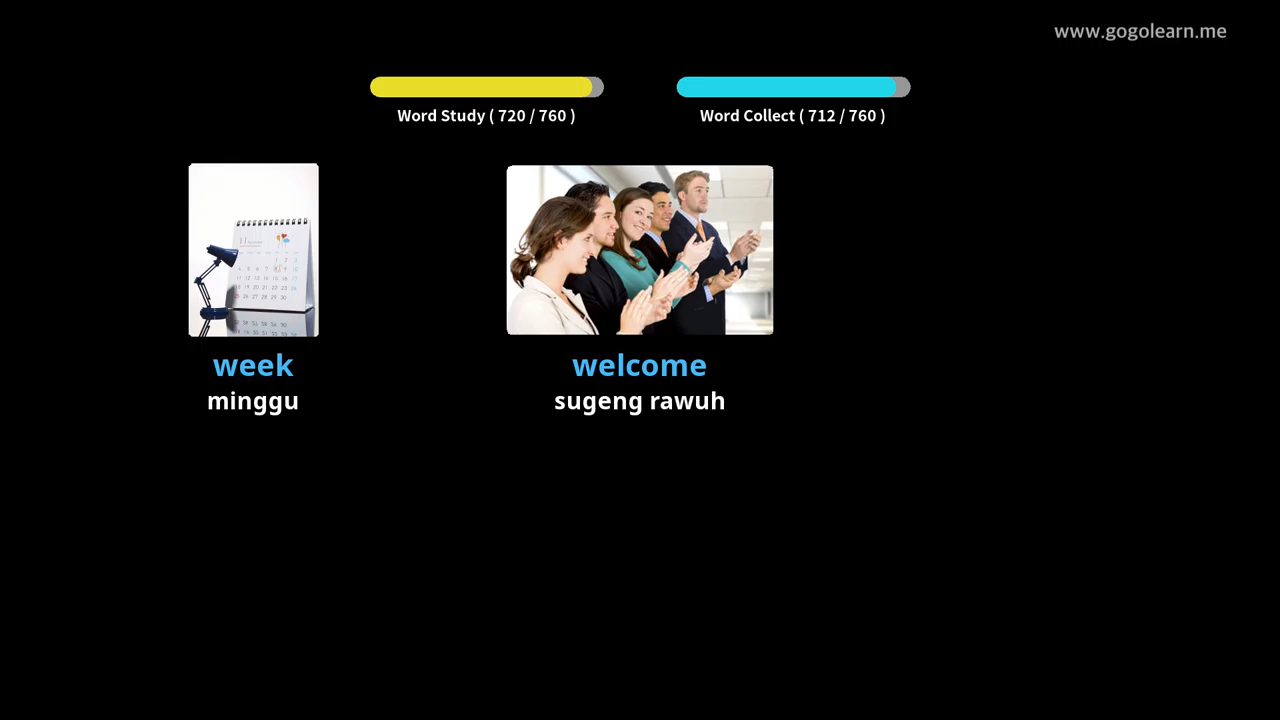 www.gogolearn.me
Word Study ( 720 / 760 )
Word Collect ( 712 / 760 )
week
minggu
welcome
sugeng rawuh